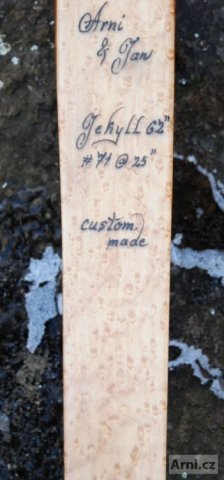 Arni
& Jan
Jekyll 62"
#71 @ 25"
custom
made
Arni.cz